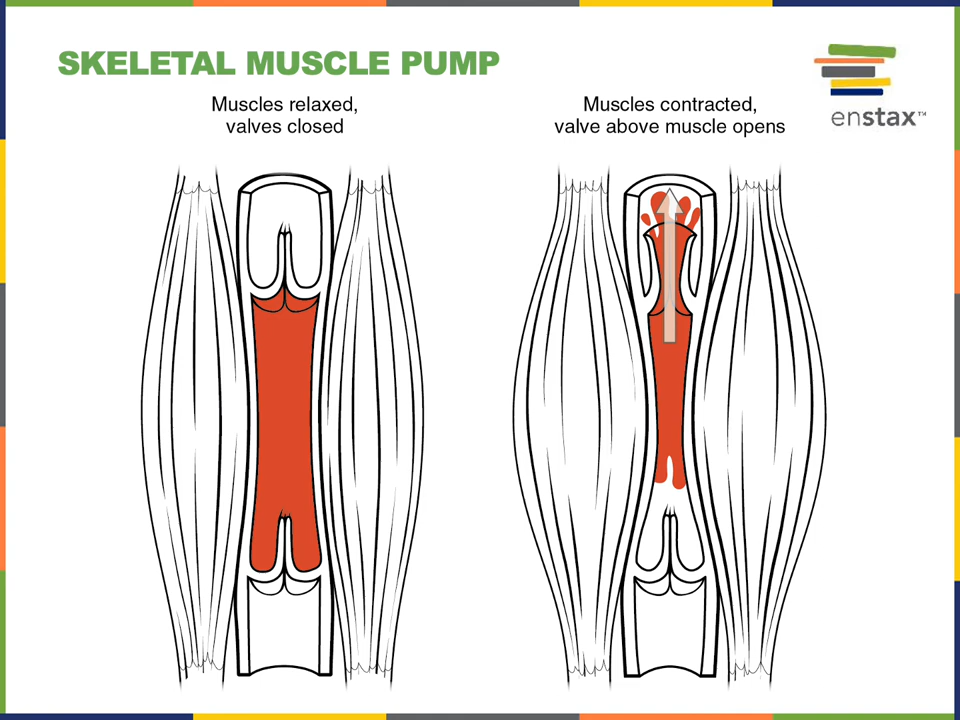 SKELETAL MUSCLE PUMP
Muscles relaxed,
valves closed
Muscles contracted,
valve above muscle opens
enstax™